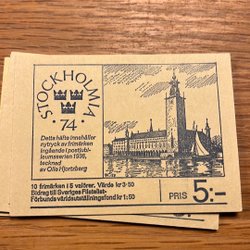 STOCKHOLMIA
·74·
Detta häfte innehåller
nytryck av frimärken
ingående i postjubi-
leumsserien 1936,
tecknad
av Olle Hjortzberg
10 frimärken i 5 valörer. Värde kr 3·50
Bidrag till Sveriges Filatelist-
Förbunds världsutställningsfond kr 1:50
PRIS 5:–